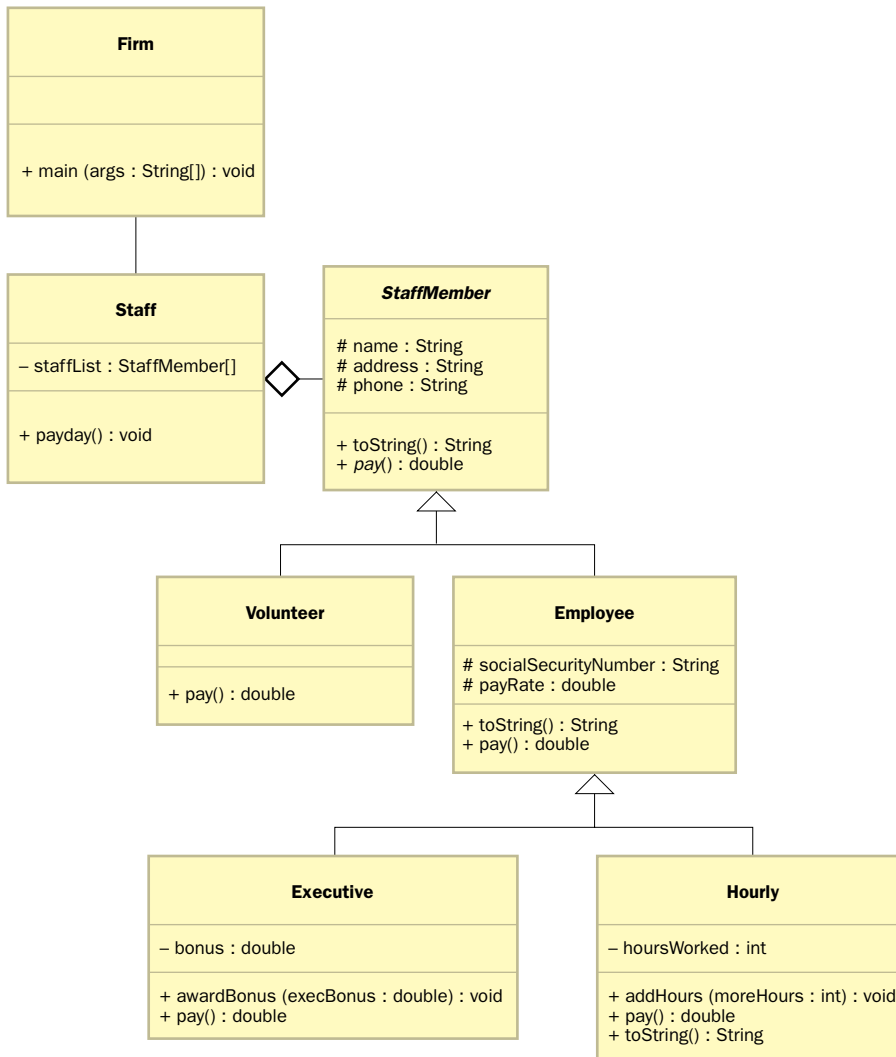 Firm
+ main (args : String[]) : void
Staff
– staffList : StaffMember[]
+ payday() : void
StaffMember
# name : String
# address : String
# phone : String
+ toString() : String
+ pay() : double
Volunteer
+ pay() : double
Employee
# socialSecurityNumber : String
# payRate : double
+ toString() : String
+ pay() : double
Executive
– bonus : double
+ awardBonus (execBonus : double) : void
+ pay() : double
Hourly
– hoursWorked : int
+ addHours (moreHours : int) : void
+ pay() : double
+ toString() : String